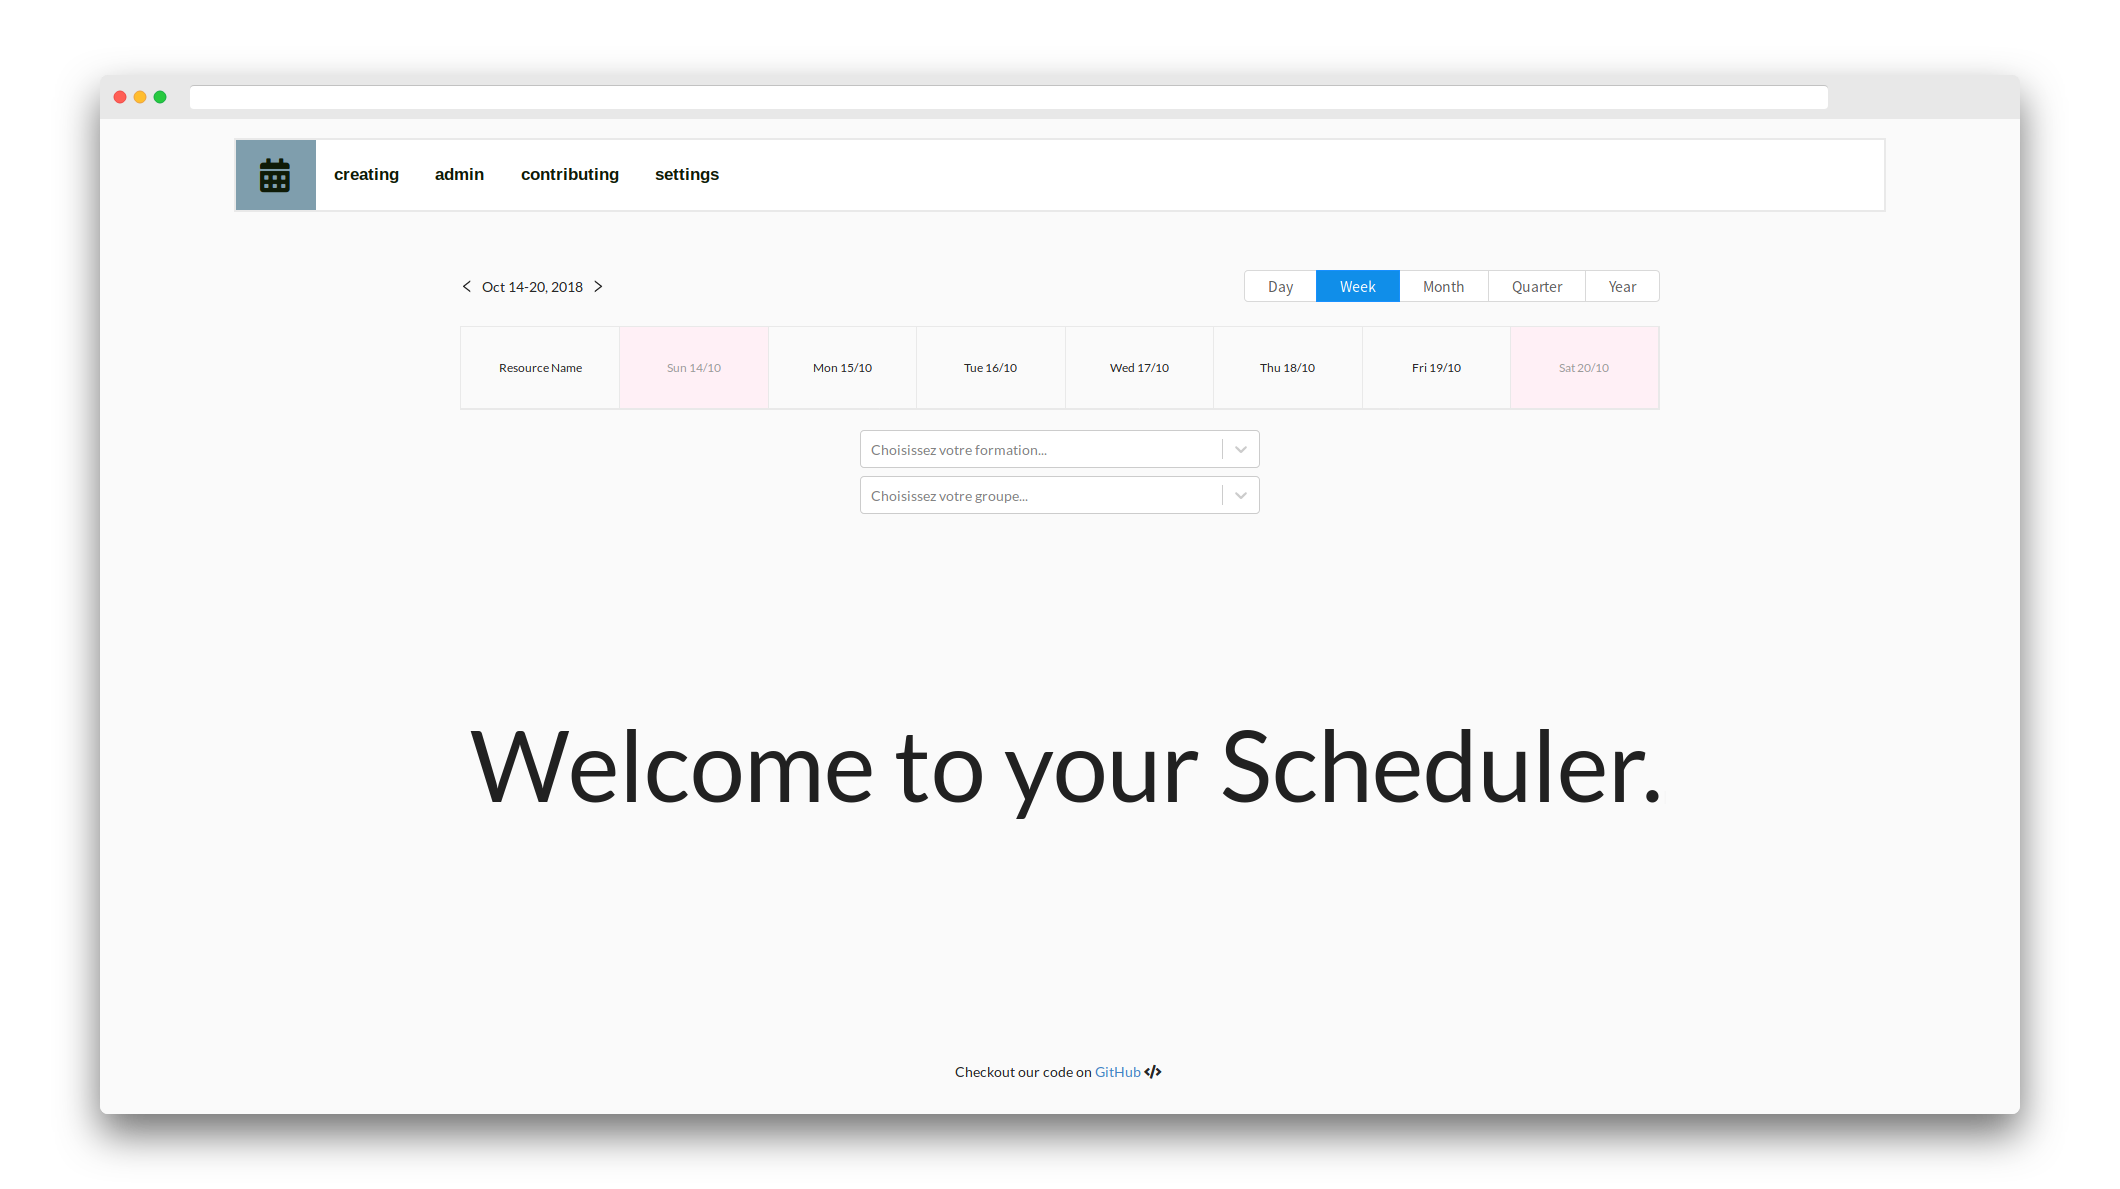 creating admin contributing settings
Oct 14-20, 2018 Day Week Month Quarter Year
Resource Name Sun 14/10 Mon 15/10 Tue 16/10 Wed 17/10 Thu 18/10 Fri 19/10 Sat 20/10
Choisissez votre formation...
Choisissez votre groupe...
Welcome to your Scheduler.
Checkout our code on GitHub